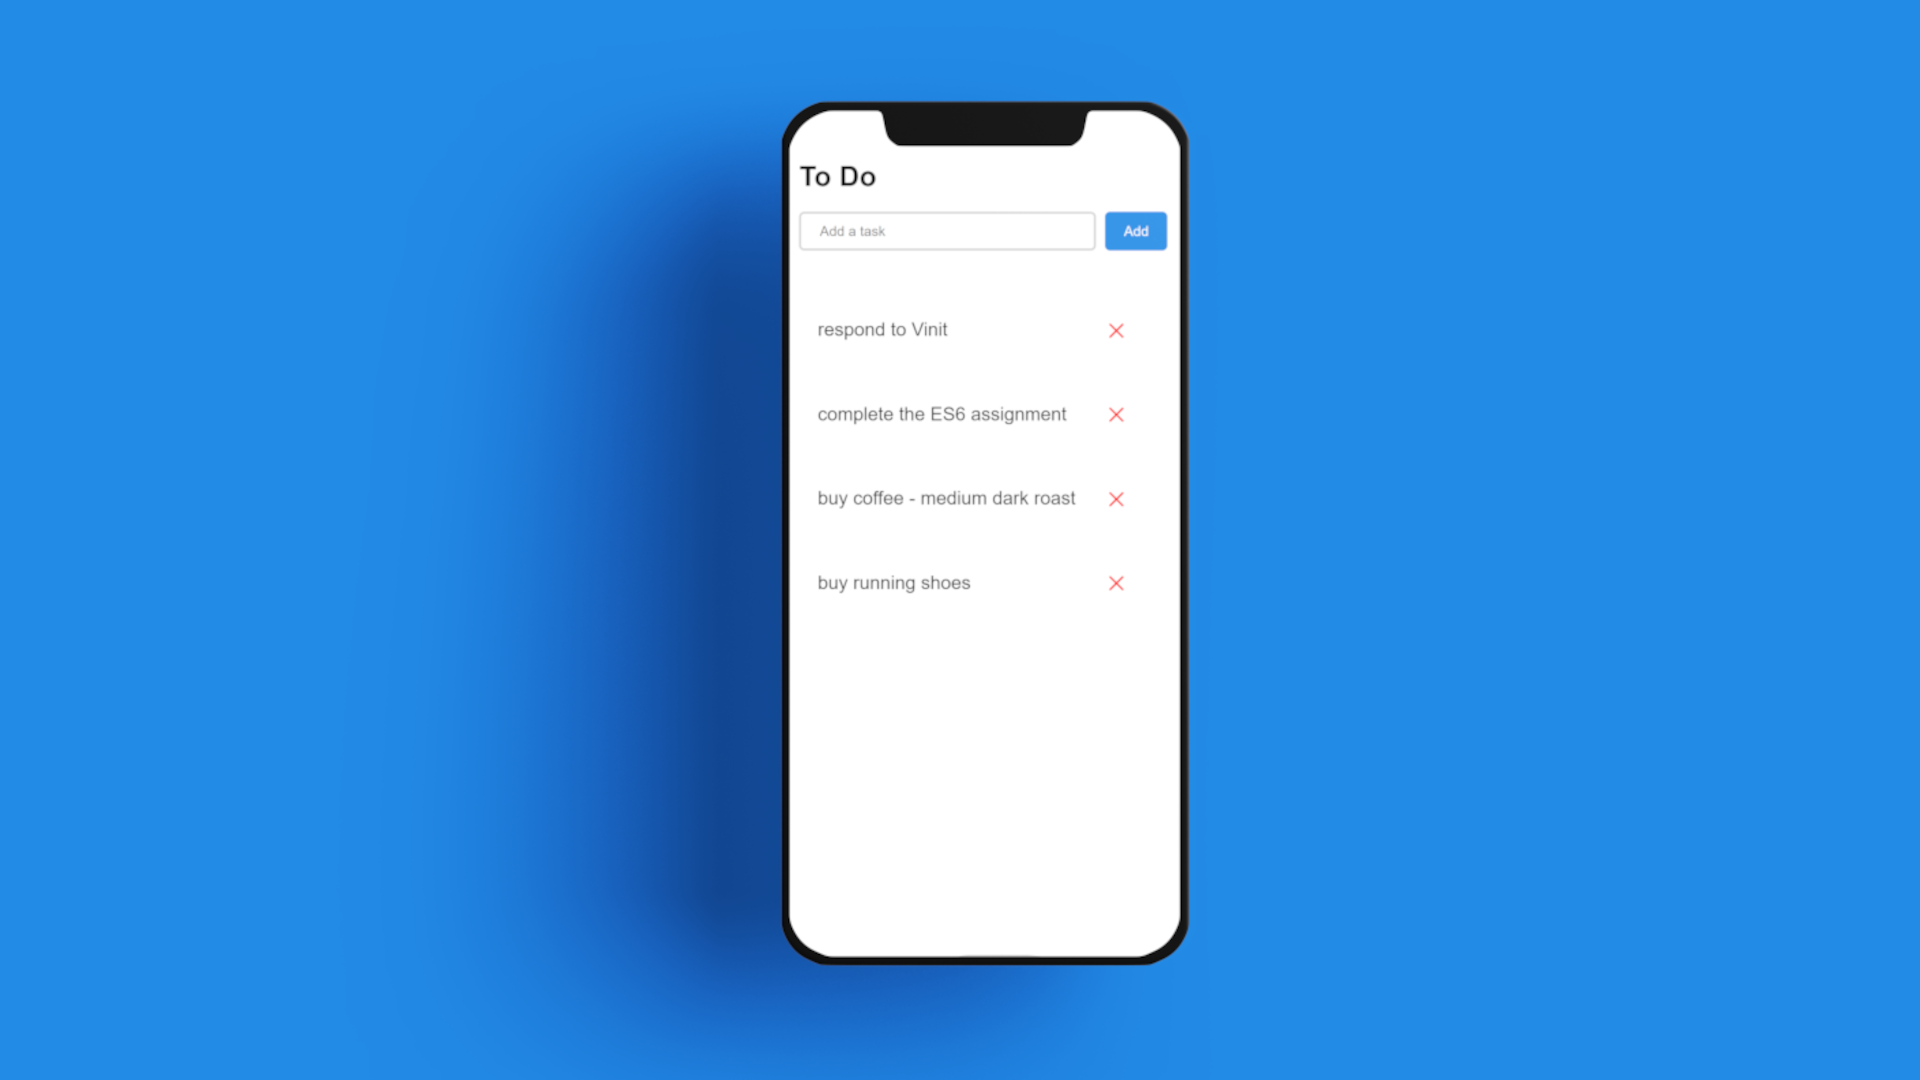 To Do
Add a task
Add
respond to Vinit
complete the ES6 assignment
buy coffee - medium dark roast
buy running shoes